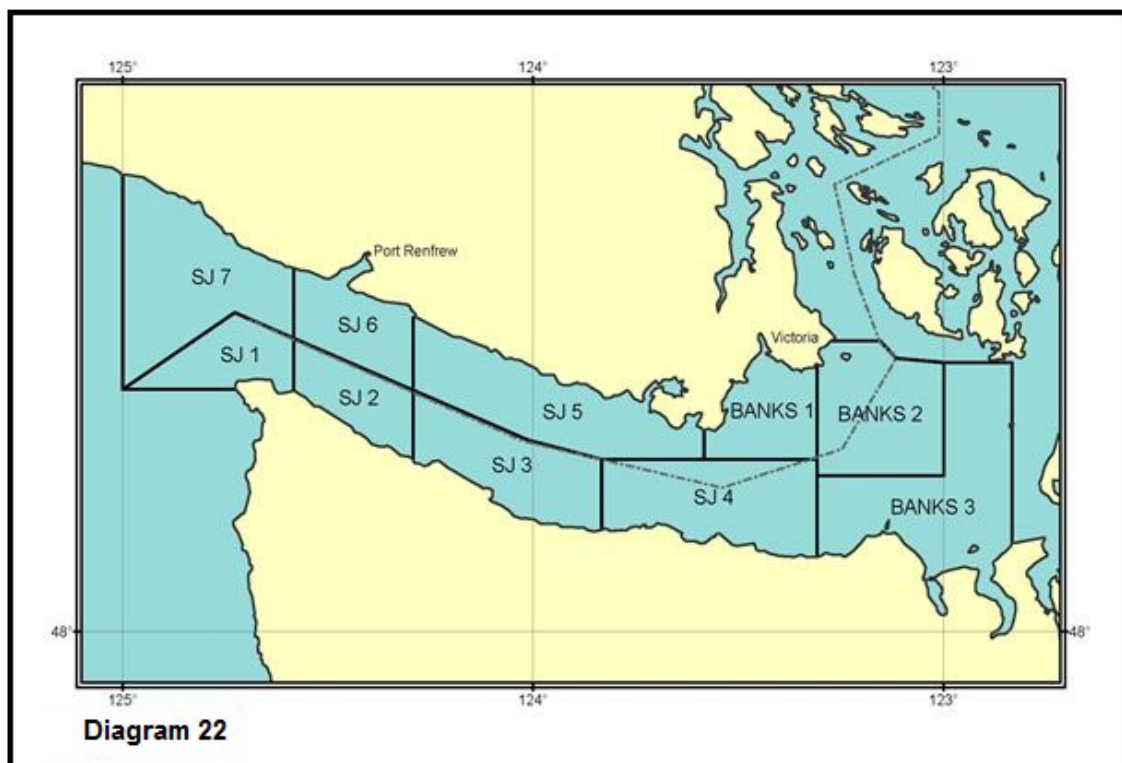 125° 124° 123°
Port Renfrew
SJ 7
SJ 6
Victoria
SJ 1
SJ 2
SJ 5
BANKS 1
BANKS 2
SJ 3
SJ 4
BANKS 3
48° 48°
125° 124° 123°
Diagram 22